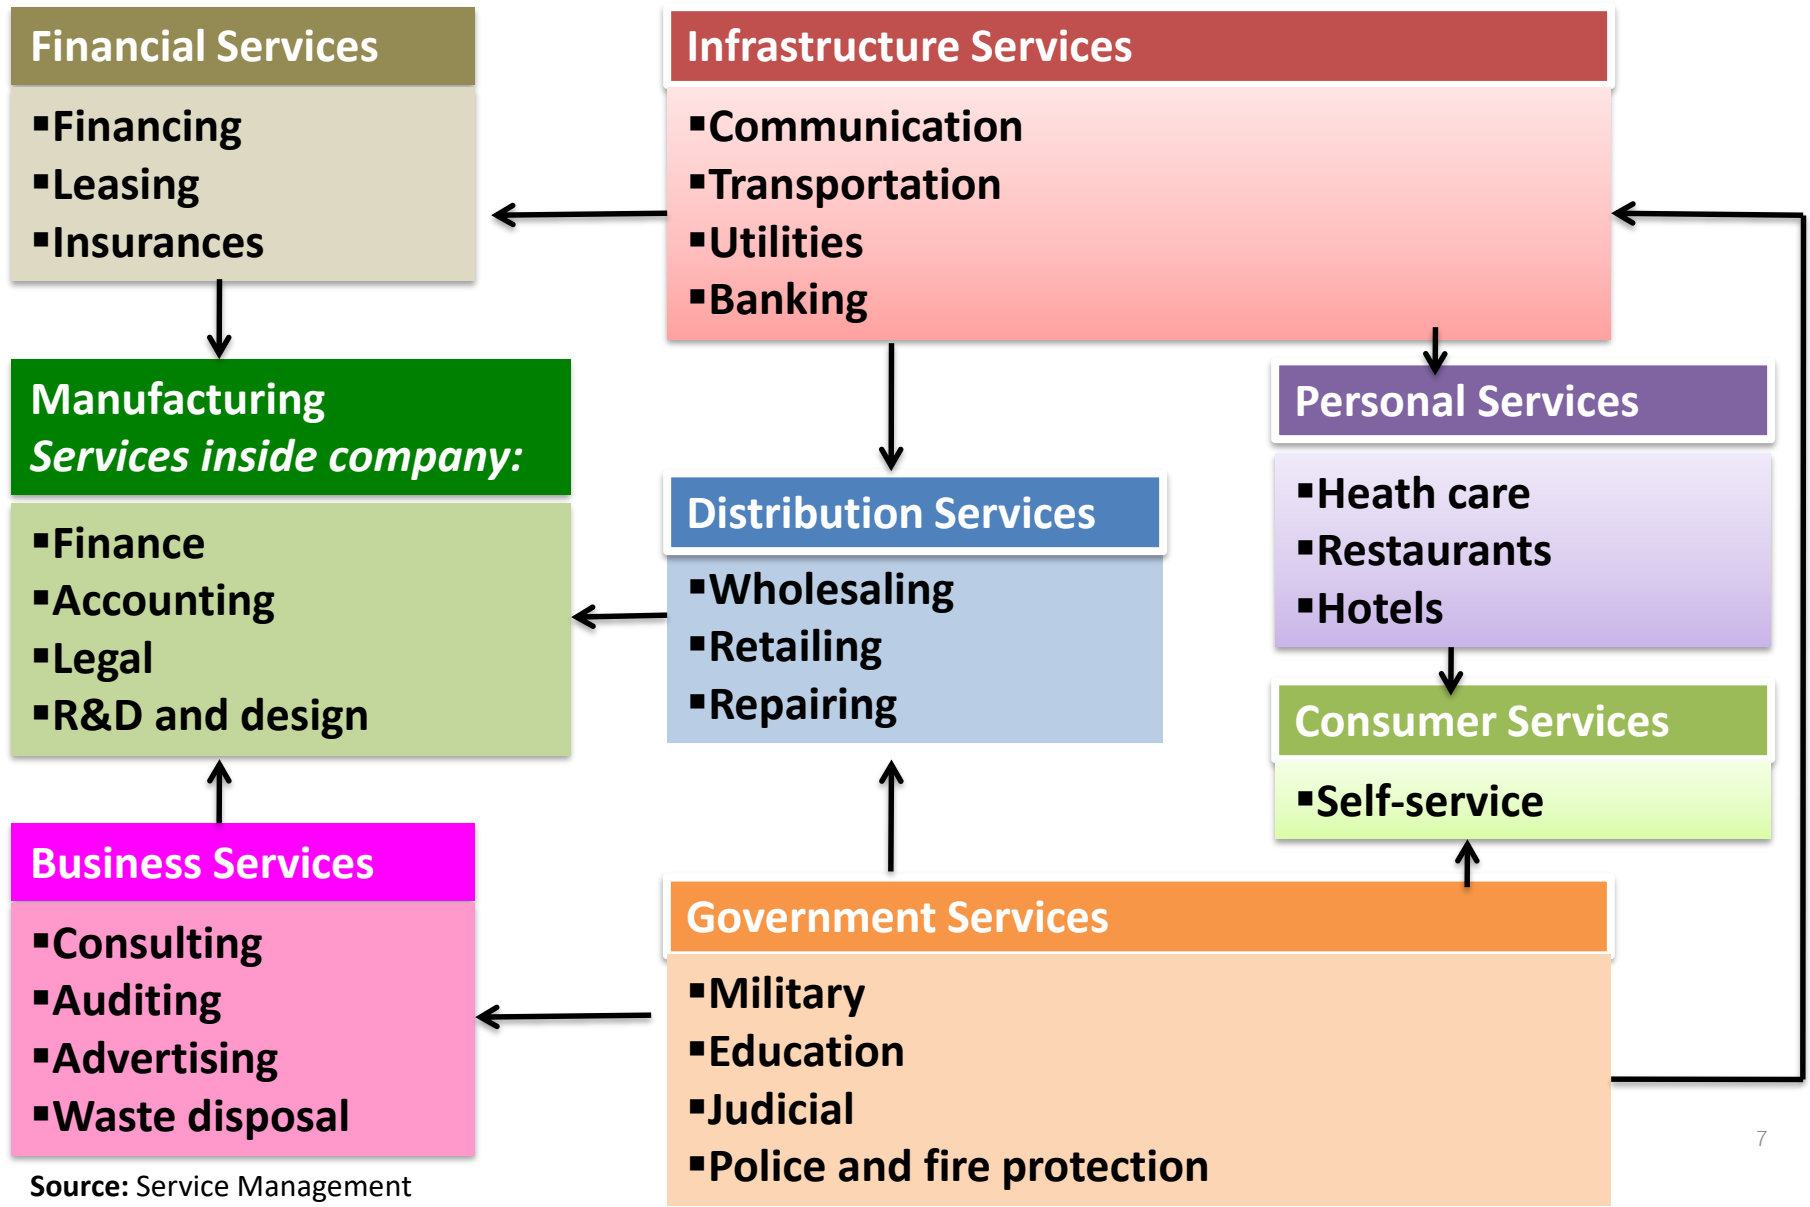 Financial Services
▪Financing
▪Leasing
▪Insurances
Infrastructure Services
▪Communication
▪Transportation
▪Utilities
▪Banking
Manufacturing
Services inside company:
▪Finance
▪Accounting
▪Legal
▪R&D and design
Distribution Services
▪Wholesaling
▪Retailing
▪Repairing
Personal Services
▪Heath care
▪Restaurants
▪Hotels
Consumer Services
▪Self-service
Business Services
▪Consulting
▪Auditing
▪Advertising
▪Waste disposal
Government Services
▪Military
▪Education
▪Judicial
▪Police and fire protection
7
Source: Service Management